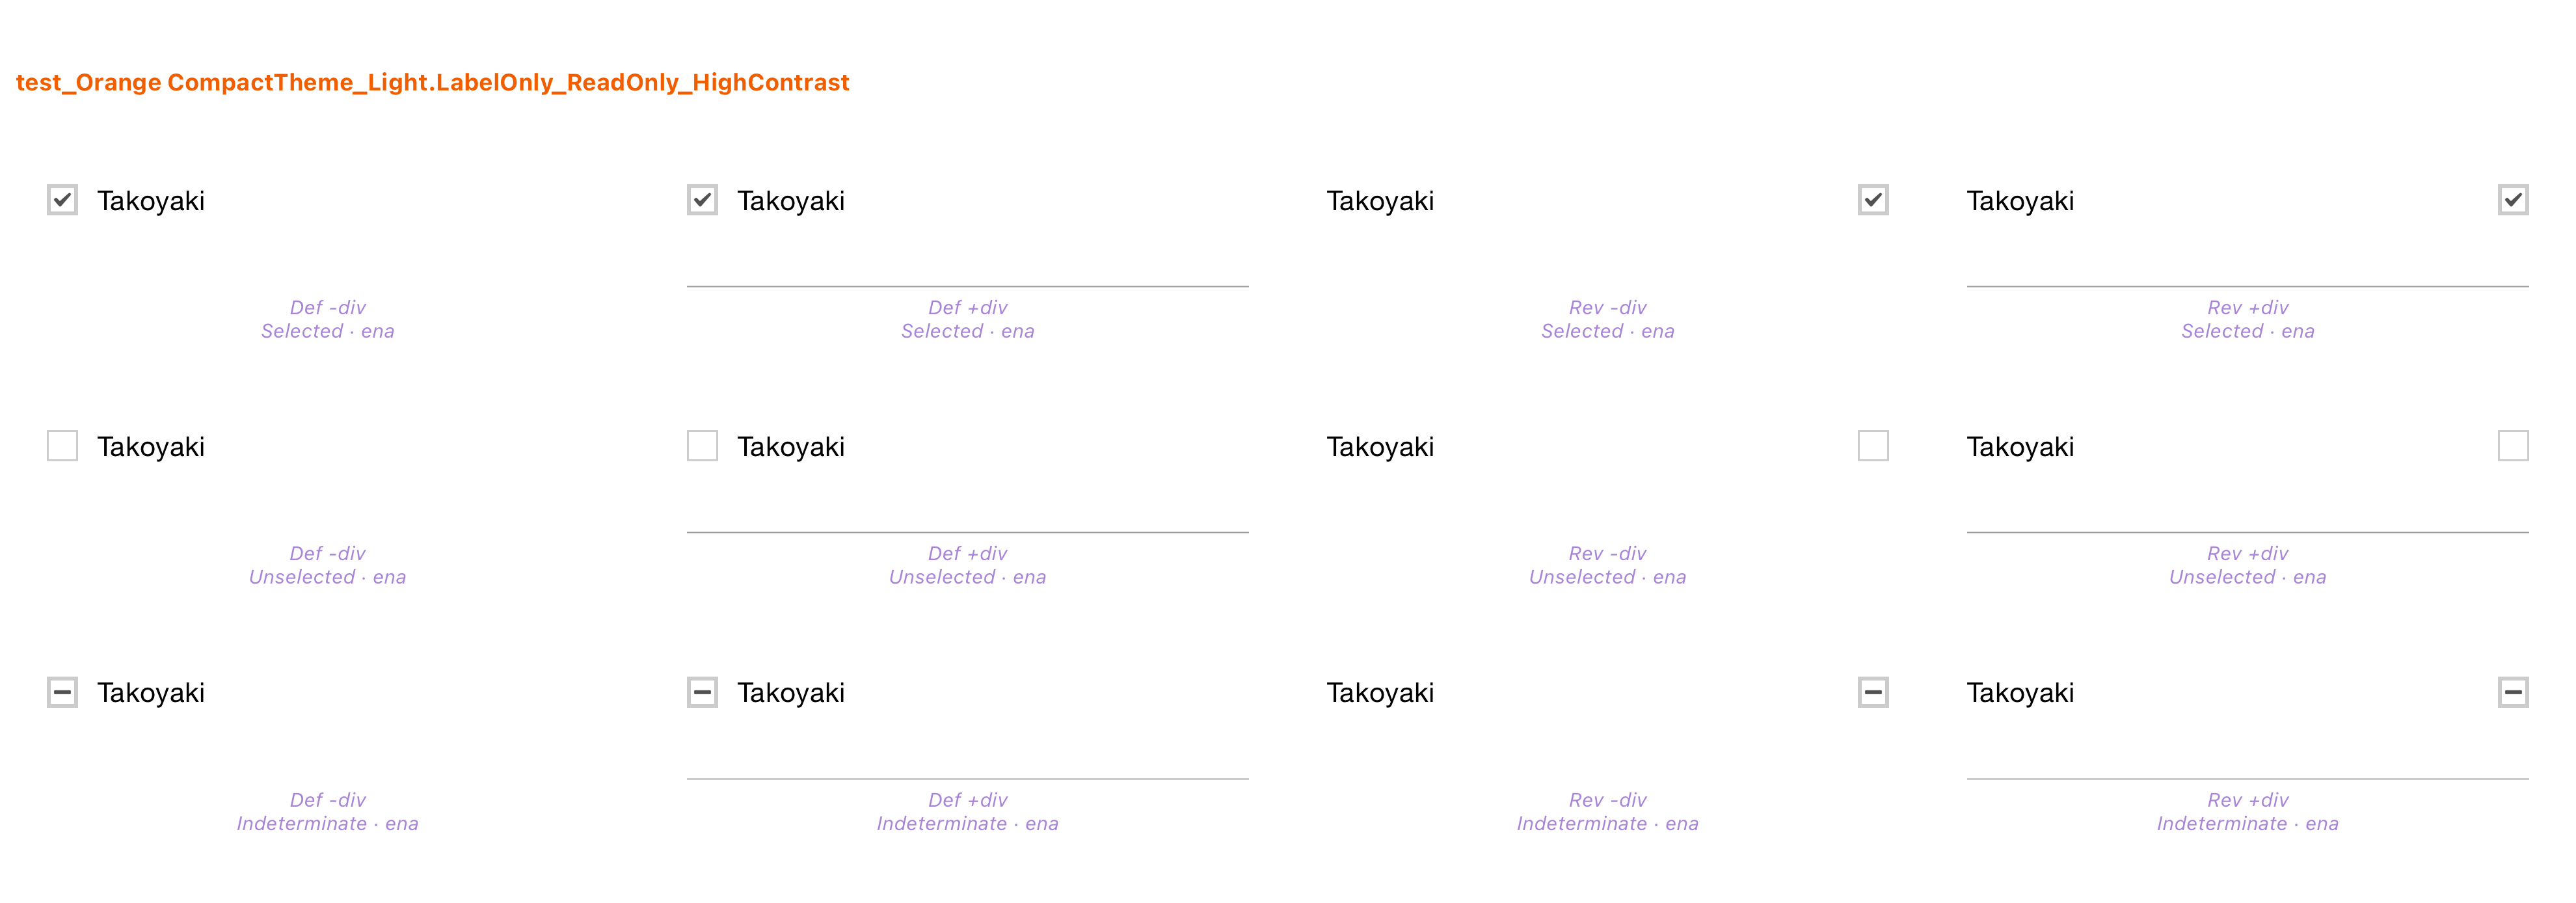 test_Orange CompactTheme_Light.LabelOnly_ReadOnly_HighContrast
Takoyaki
Takoyaki
Takoyaki
Takoyaki
Def -div
Selected · ena
Def +div
Selected · ena
Rev -div
Selected · ena
Rev +div
Selected · ena
Takoyaki
Takoyaki
Takoyaki
Takoyaki
Def -div
Unselected · ena
Def +div
Unselected · ena
Rev -div
Unselected · ena
Rev +div
Unselected · ena
Takoyaki
Takoyaki
Takoyaki
Takoyaki
Def -div
Indeterminate · ena
Def +div
Indeterminate · ena
Rev -div
Indeterminate · ena
Rev +div
Indeterminate · ena